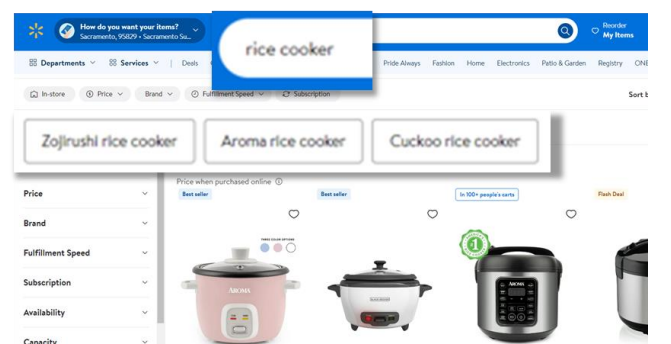 How do you want your items?
Sacramento, 95829 • Sacramento Su...
rice cooker
Reorder
My Items
Departments
Services
Deals
Pride Always
Fashion
Home
Electronics
Patio & Garden
Registry
ONE
In-store
Price
Brand
Fulfillment Speed
Subscription
Sort b
Zojirushi rice cooker
Aroma rice cooker
Cuckoo rice cooker
Price when purchased online
Price
Brand
Fulfillment Speed
Subscription
Availability
Capacity
Best seller
Best seller
In 100+ people's carts
Flash Deal
THREE COLOR OPTIONS
AROMA
AROMA
1